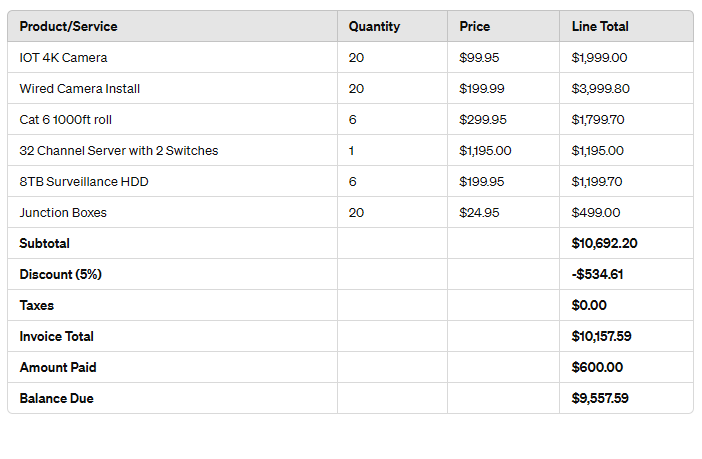 Product/Service Quantity Price Line Total
IOT 4K Camera 20 $99.95 $1,999.00
Wired Camera Install 20 $199.99 $3,999.80
Cat 6 1000ft roll 6 $299.95 $1,799.70
32 Channel Server with 2 Switches 1 $1,195.00 $1,195.00
8TB Surveillance HDD 6 $199.95 $1,199.70
Junction Boxes 20 $24.95 $499.00
Subtotal $10,692.20
Discount (5%) -$534.61
Taxes $0.00
Invoice Total $10,157.59
Amount Paid $600.00
Balance Due $9,557.59